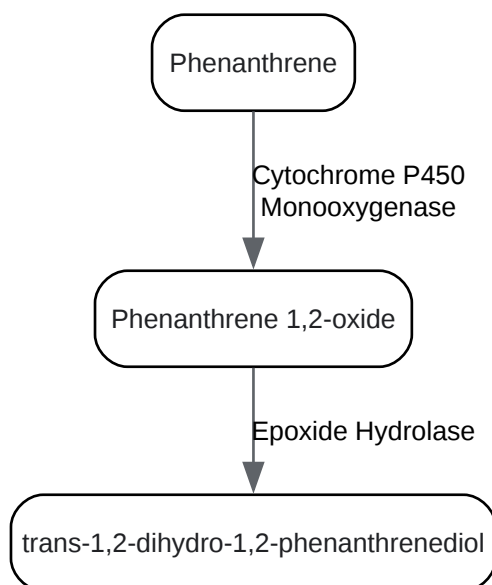 Phenanthrene
Cytochrome P450
Monooxygenase
Phenanthrene 1,2-oxide
Epoxide Hydrolase
trans-1,2-dihydro-1,2-phenanthrenediol